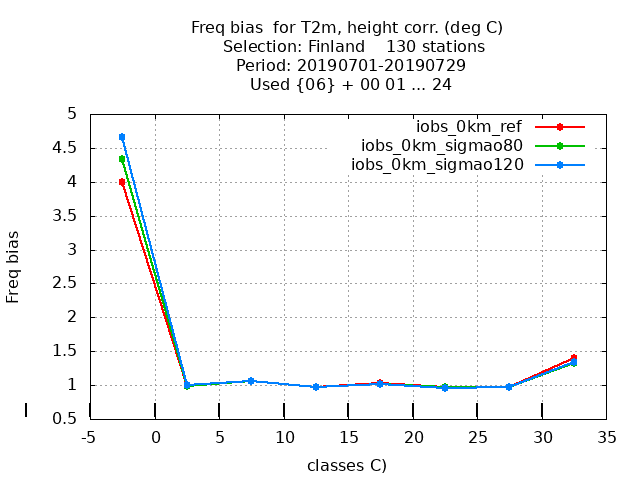 Freq bias  for T2m, height corr. (deg C)
Selection: Finland    130 stations
Period: 20190701-20190729
Used {06} + 00 01 ... 24
iobs_0km_ref
iobs_0km_sigmao80
iobs_0km_sigmao120
Freq bias
5
4.5
4
3.5
3
2.5
2
1.5
1
0.5
-5
0
5
10
15
20
25
30
35
classes C)